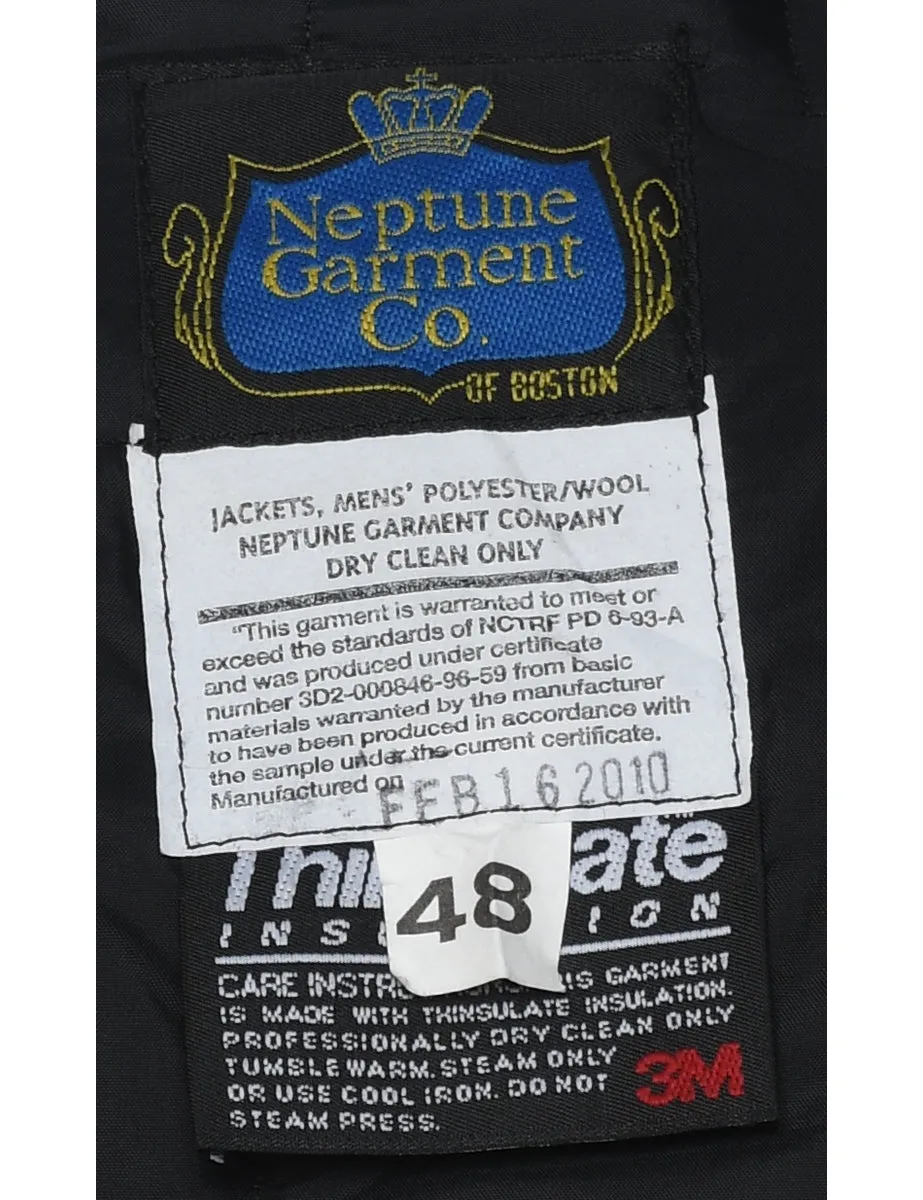 Neptune
Garment
Co.
OF BOSTON
JACKETS, MENS' POLYESTER/WOOL
NEPTUNE GARMENT COMPANY
DRY CLEAN ONLY
"This garment is warranted to meet or
exceed the standards of NCTRF PD 6-93-A
and was produced under certificate
number 3D2-000846-96-59 from basic
materials warranted by the manufacturer
to have been produced in accordance with
the sample under the current certificate.
Manufactured on FEB 16 2010
48
CARE GARMENT
IS MADE WITH THINSULATE INSULATION.
PROFESSIONALLY DRY CLEAN ONLY
TUMBLE WARM. STEAM ONLY
OR USE COOL IRON. DO NOT
STEAM PRESS.
3M